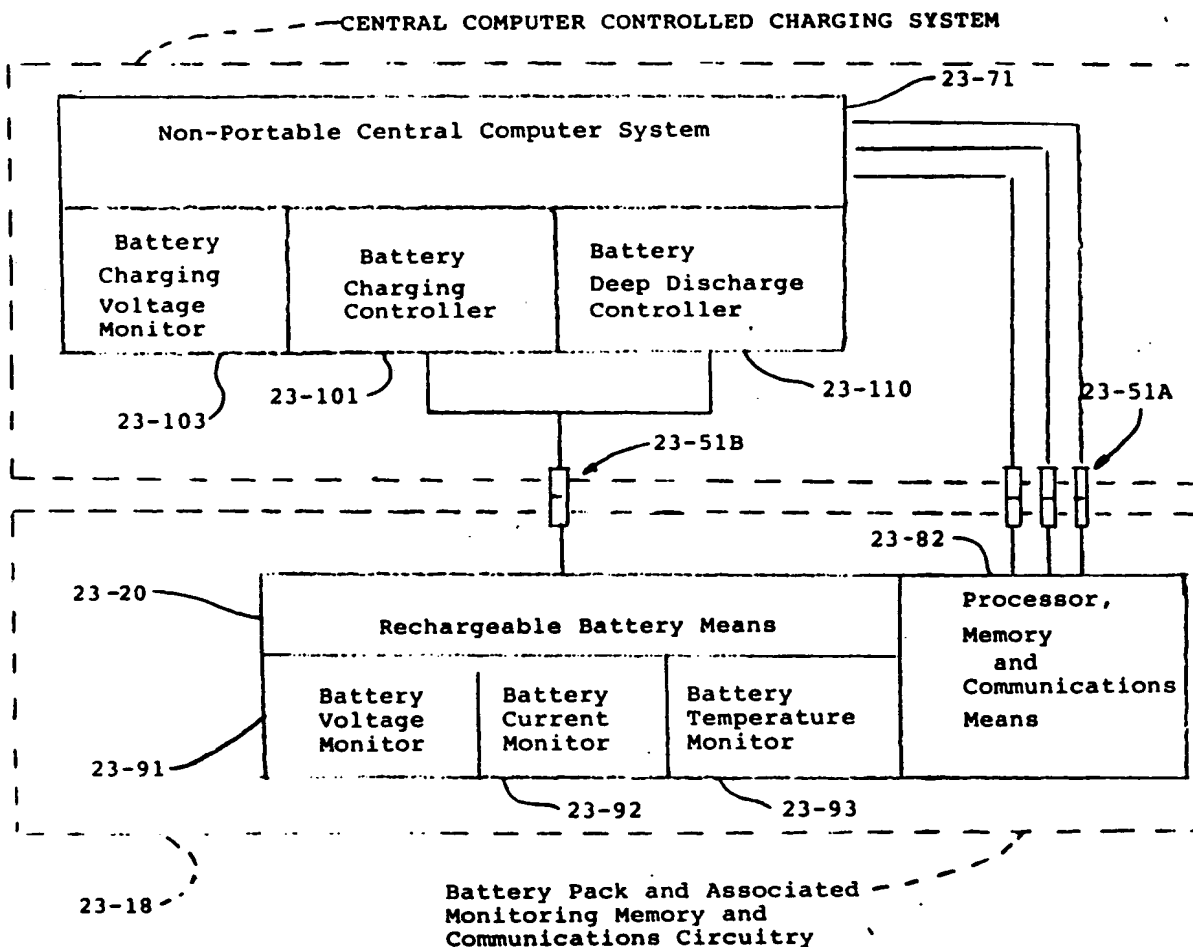 CENTRAL COMPUTER CONTROLLED CHARGING SYSTEM
23-71
Non-Portable Central Computer System
Battery
Charging
Voltage
Monitor
Battery
Charging
Controller
Battery
Deep Discharge
Controller
23-103
23-101
23-110
23-51A
23-51B
23-82
23-20
Rechargeable Battery Means
Processor,
Memory
and
Communications
Means
Battery
Voltage
Monitor
Battery
Current
Monitor
Battery
Temperature
Monitor
23-91
23-92
23-93
23-18
Battery Pack and Associated
Monitoring Memory and
Communications Circuitry